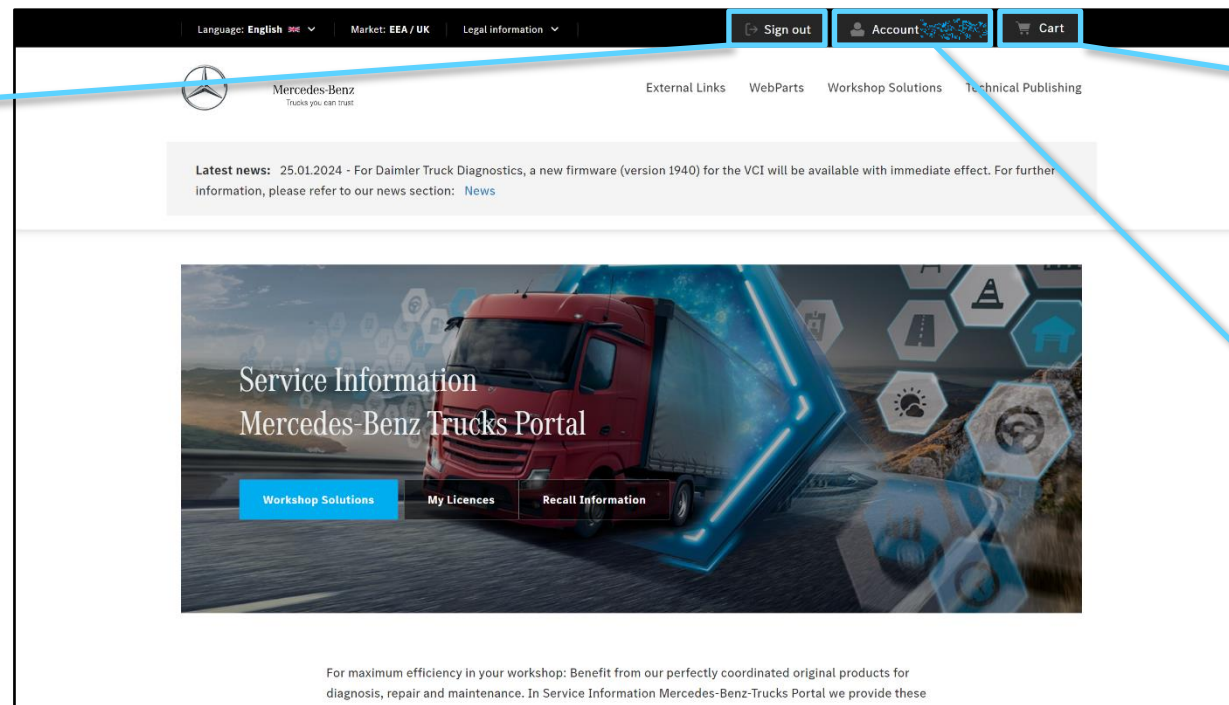 Language: English Market: EEA / UK Legal information Sign out Account Cart
Mercedes-Benz
Trucks you can trust
External Links WebParts Workshop Solutions Technical Publishing
Latest news: 25.01.2024 - For Daimler Truck Diagnostics, a new firmware (version 1940) for the VCI will be available with immediate effect. For further
information, please refer to our news section: News
Service Information
Mercedes-Benz Trucks Portal
Workshop Solutions My Licences Recall Information
For maximum efficiency in your workshop: Benefit from our perfectly coordinated original products for
diagnosis, repair and maintenance. In Service Information Mercedes-Benz-Trucks Portal we provide these